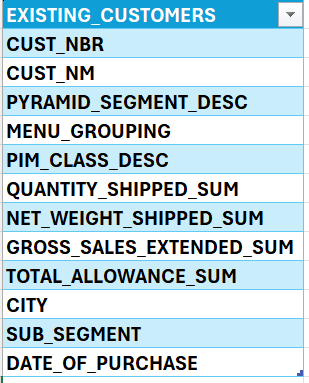 EXISTING_CUSTOMERS
CUST_NBR
CUST_NM
PYRAMID_SEGMENT_DESC
MENU_GROUPING
PIM_CLASS_DESC
QUANTITY_SHIPPED_SUM
NET_WEIGHT_SHIPPED_SUM
GROSS_SALES_EXTENDED_SUM
TOTAL_ALLOWANCE_SUM
CITY
SUB_SEGMENT
DATE_OF_PURCHASE